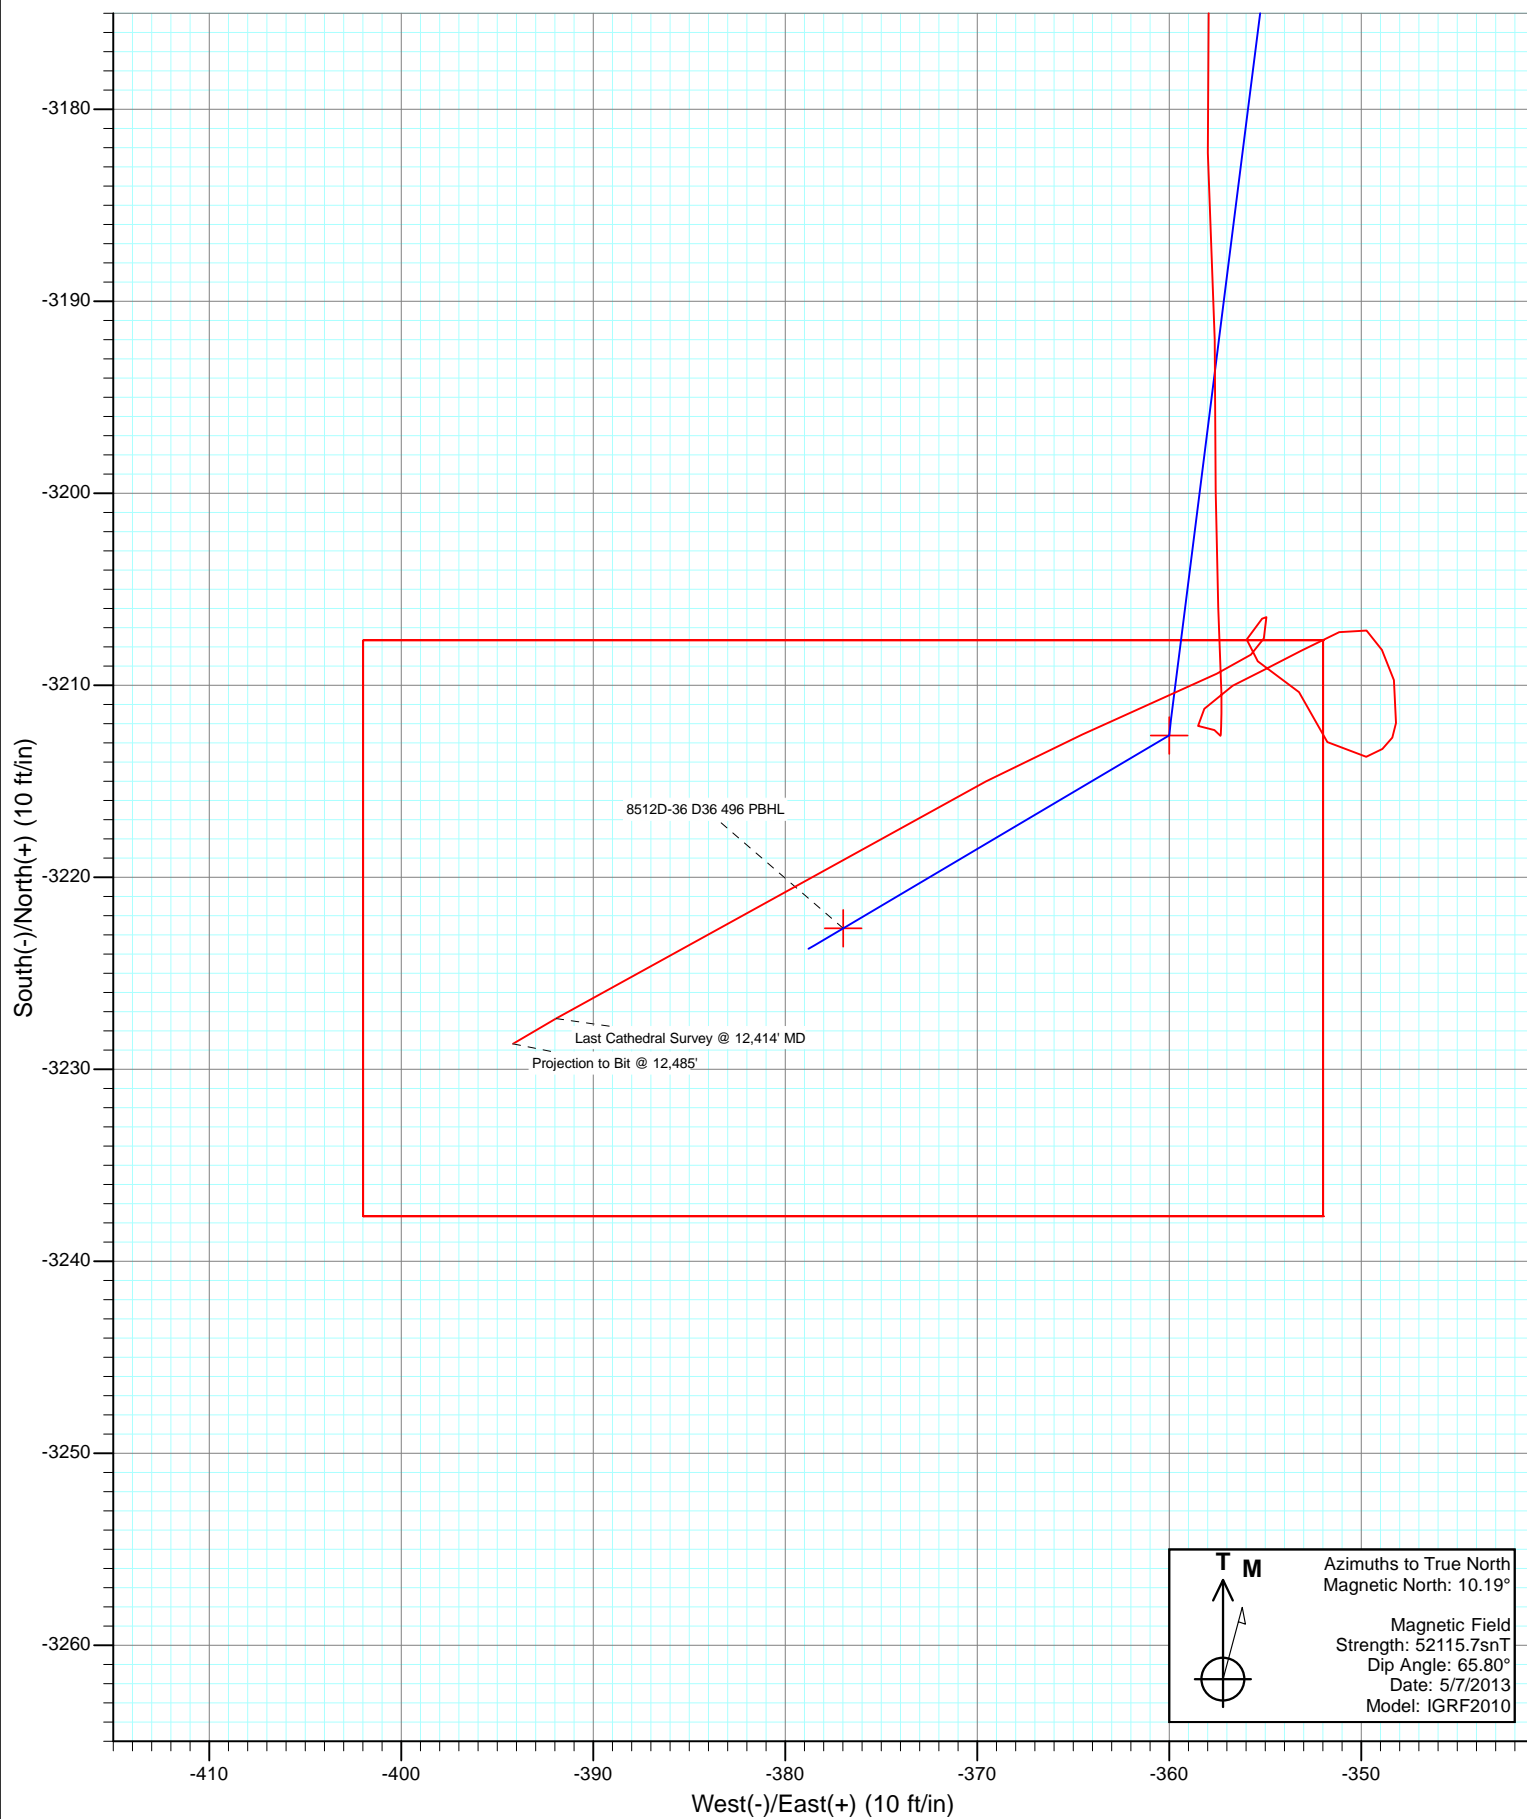 -3180
-3190
-3200
-3210
-3220
-3230
-3240
-3250
-3260
South(-)/North(+) (10 ft/in)
8512D-36 D36 496 PBHL
Last Cathedral Survey @ 12,414' MD
Projection to Bit @ 12,485'
T M
Azimuths to True North
Magnetic North: 10.19°
Magnetic Field
Strength: 52115.7snT
Dip Angle: 65.80°
Date: 5/7/2013
Model: IGRF2010
-410 -400 -390 -380 -370 -360 -350
West(-)/East(+) (10 ft/in)